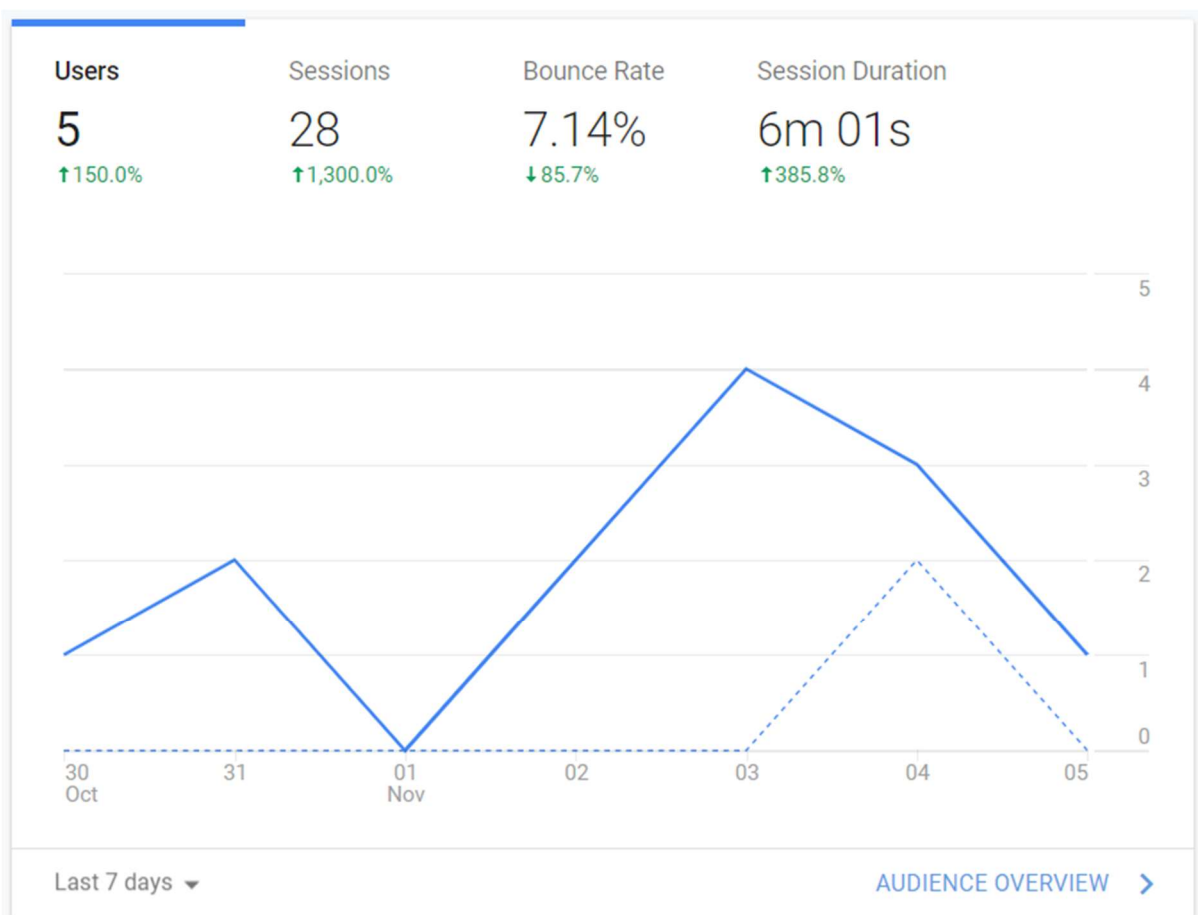 Users Sessions Bounce Rate Session Duration
5 28 7.14% 6m 01s
↑150.0% ↑1,300.0% ↓85.7% ↑385.8%
5
4
3
2
1
0
30 31 01 02 03 04 05
Oct Nov
Last 7 days AUDIENCE OVERVIEW